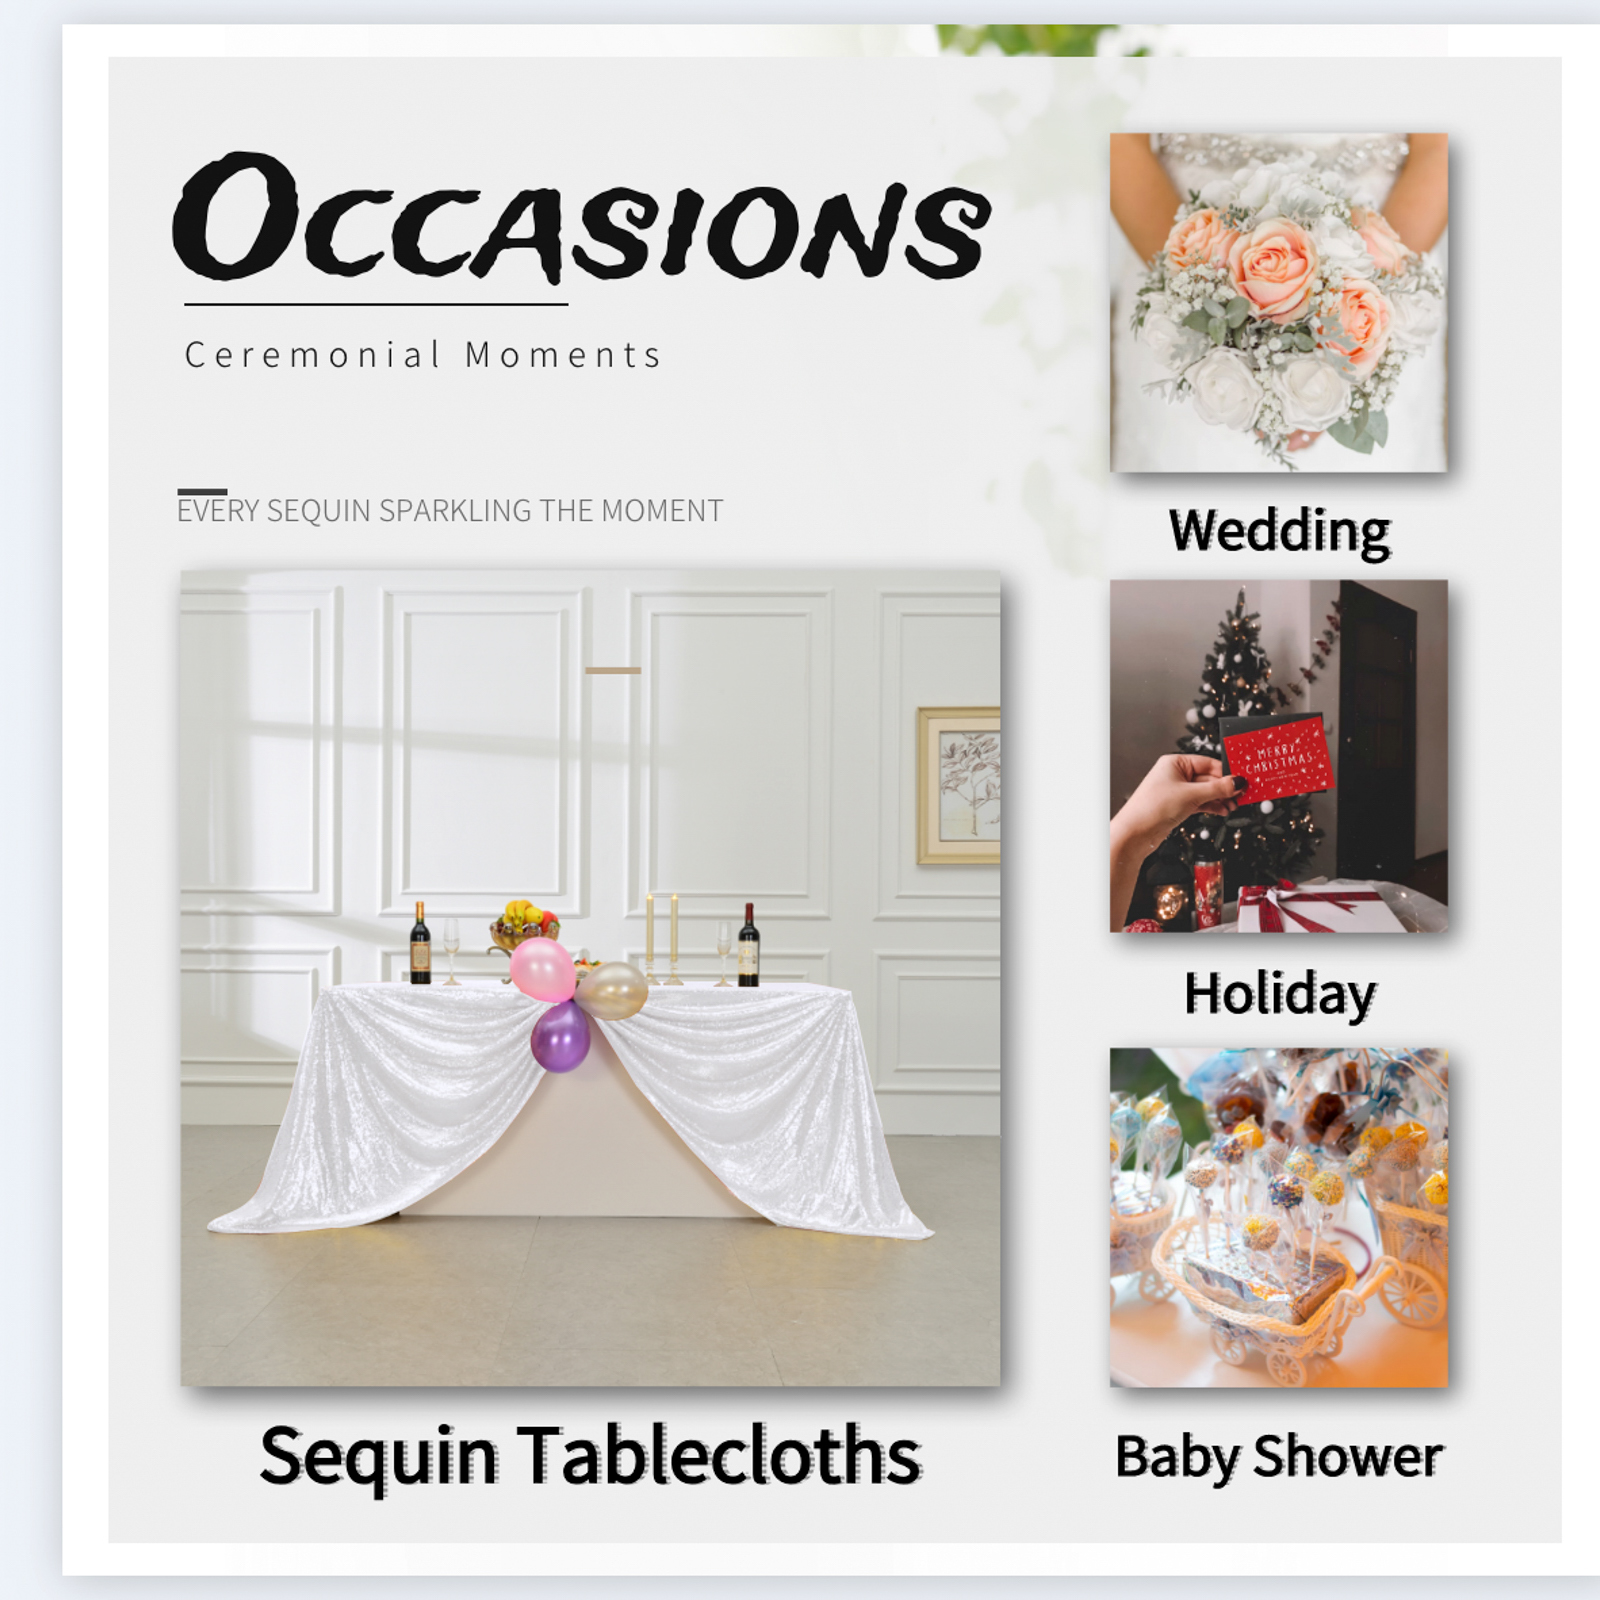 OCCASIONS
Ceremonial Moments
EVERY SEQUIN SPARKLING THE MOMENT
Wedding
MERRY
CHRISTMAS
Holiday
Sequin Tablecloths
Baby Shower